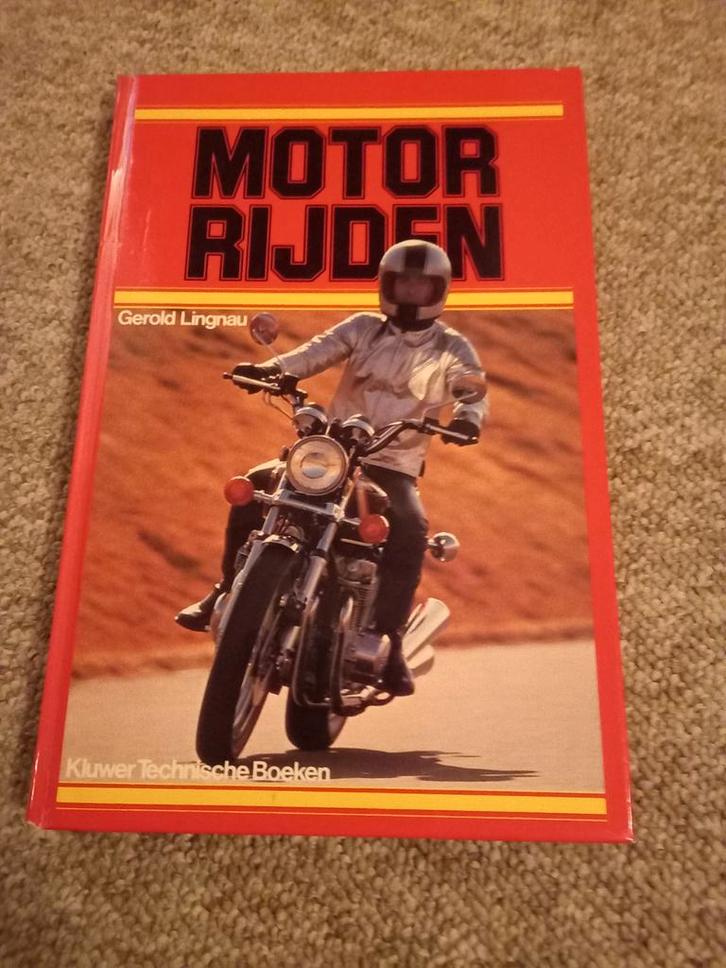 MOTOR
RIJDEN
Gerold Lingnau
Kluwer Technische Boeken